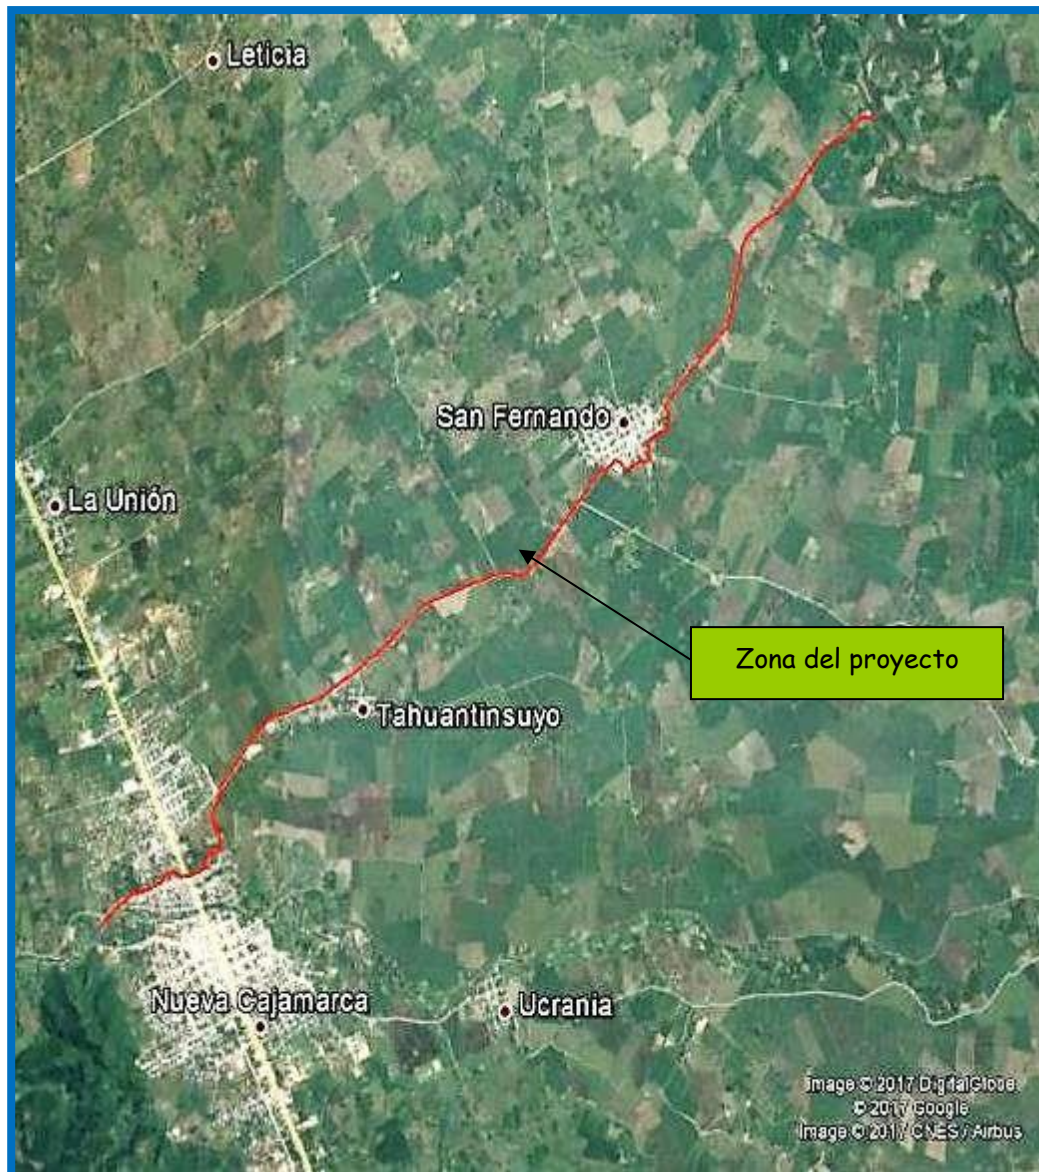 Leticia
San Fernando
La Unión
Zona del proyecto
Tahuantinsuyo
Nueva Cajamarca
Ucrania
Image © 2017 DigitalGlobe
© 2017 Google
Image © 2017 CNES / Airbus